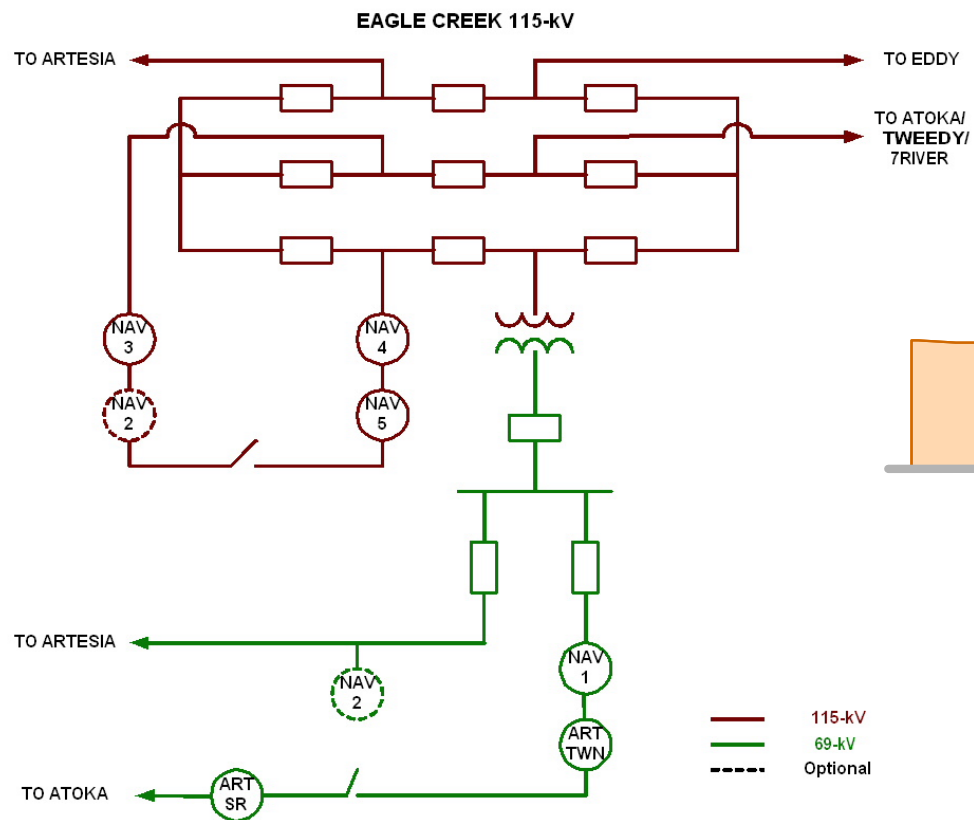 EAGLE CREEK 115-kV
TO ARTESIA
TO EDDY
TO ATOKA/
TWEEDY/
7RIVER
NAV
3
NAV
4
NAV
2
NAV
5
TO ARTESIA
NAV
1
NAV
2
ART
TWN
115-kV
69-kV
Optional
TO ATOKA
ART
SR